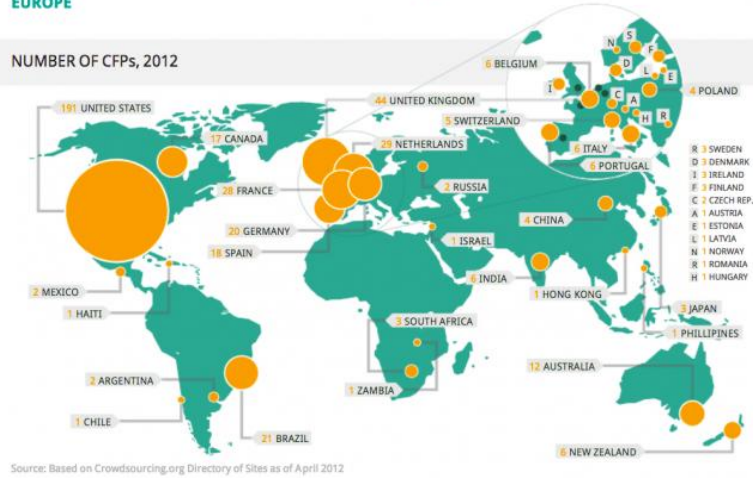 EUROPE
NUMBER OF CFPs, 2012
6 BELGIUM
N
S
F
D
L
E
I
4 POLAND
191 UNITED STATES
44 UNITED KINGDOM
C
A
H
R
17 CANADA
5 SWITZERLAND
29 NETHERLANDS
6 ITALY
6 PORTUGAL
R 3 SWEDEN
D 3 DENMARK
I 3 IRELAND
F 3 FINLAND
C 2 CZECH REP.
A 1 AUSTRIA
E 1 ESTONIA
L 1 LATVIA
N 1 NORWAY
R 1 ROMANIA
H 1 HUNGARY
28 FRANCE
2 RUSSIA
4 CHINA
20 GERMANY
1 ISRAEL
18 SPAIN
6 INDIA
2 MEXICO
1 HONG KONG
1 HAITI
3 JAPAN
3 SOUTH AFRICA
1 PHILLIPINES
12 AUSTRALIA
2 ARGENTINA
1 ZAMBIA
1 CHILE
21 BRAZIL
6 NEW ZEALAND
Source: Based on Crowdsourcing.org Directory of Sites as of April 2012